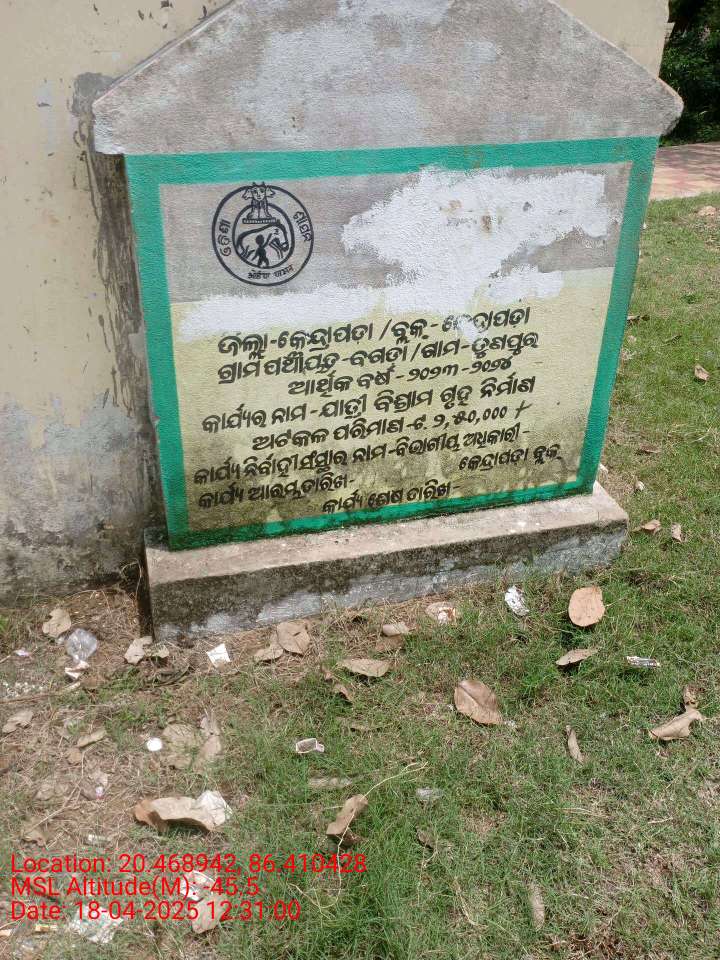 ଓଡ଼ିଶା ଶାସନ
ଜିଲ୍ଲା-କେନ୍ଦ୍ରାପଡା /ବ୍ଲକ୍-କେନ୍ଦ୍ରାପଡା
ଗ୍ରାମ ପଞ୍ଚାୟତ-ବଗଡା/ଗ୍ରାମ-ତୁଣପୁର
ଆର୍ଥିକ ବର୍ଷ-୨୦୨୩-୨୦୨୪
କାର୍ଯ୍ୟର ନାମ-ଯାତ୍ରୀ ବିଶ୍ରାମ ଗୃହ ନିର୍ମାଣ
ଅଟକଳ ପରିମାଣ-ଟ. ୨,୫୦,୦୦୦
କାର୍ଯ୍ୟ ନିର୍ବାହୀ ସଂସ୍ଥାର ନାମ-ବିଭାଗୀୟ ଅଧିକାରୀ-
କେନ୍ଦ୍ରାପଡା ବ୍ଲକ୍
କାର୍ଯ୍ୟ ଆରମ୍ଭ ତାରିଖ-
କାର୍ଯ୍ୟ ଶେଷ ତାରିଖ-
Location: 20.468942, 86.410428
MSL Altitude(M): -45.5
Date: 18-04-2025 12:31:00